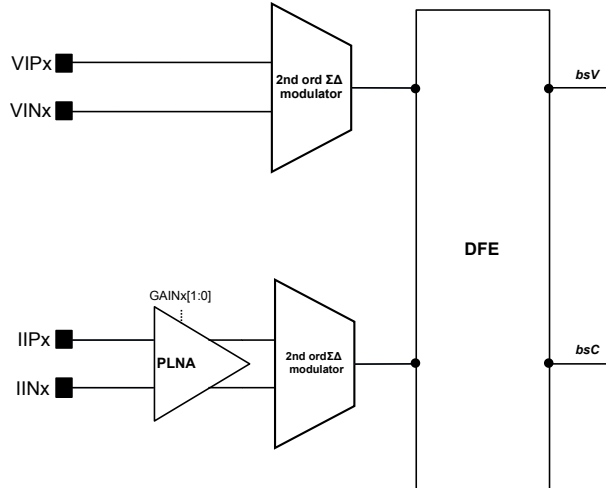 VIPx
VINx
2nd ord ΣΔ
modulator
bsV
DFE
GAINx[1:0]
IIPx
IINx
PLNA
2nd ordΣΔ
modulator
bsC